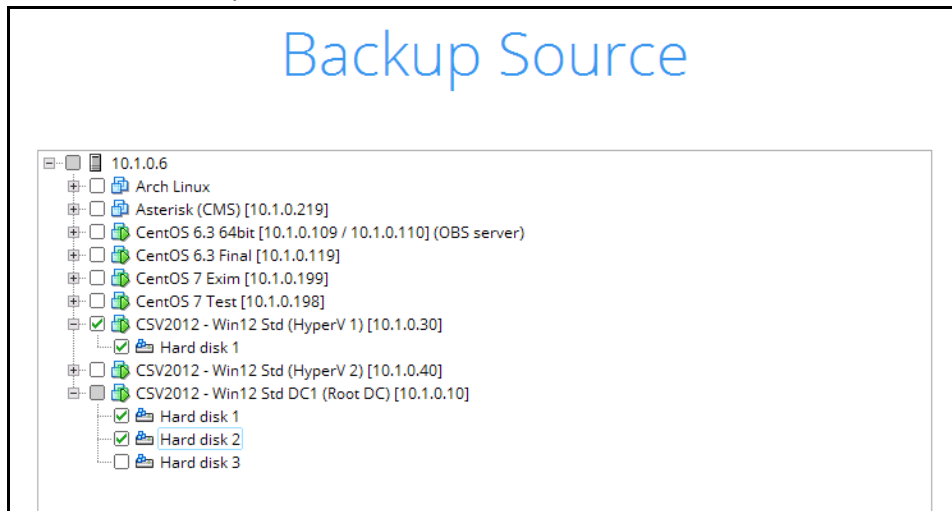 Backup Source
10.1.0.6
Arch Linux
Asterisk (CMS) [10.1.0.219]
CentOS 6.3 64bit [10.1.0.109 / 10.1.0.110] (OBS server)
CentOS 6.3 Final [10.1.0.119]
CentOS 7 Exim [10.1.0.199]
CentOS 7 Test [10.1.0.198]
CSV2012 - Win12 Std (HyperV 1) [10.1.0.30]
Hard disk 1
CSV2012 - Win12 Std (HyperV 2) [10.1.0.40]
CSV2012 - Win12 Std DC1 (Root DC) [10.1.0.10]
Hard disk 1
Hard disk 2
Hard disk 3